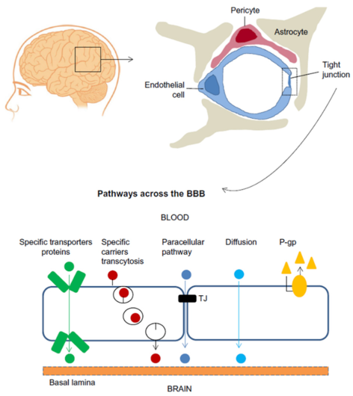 Pericyte
Astrocyte
Endothelial
cell
Tight
junction
Pathways across the BBB
BLOOD
Specific transporters
proteins
Specific
carriers
transcytosis
Paracellular
pathway
Diffusion
P-gp
TJ
Basal lamina
BRAIN